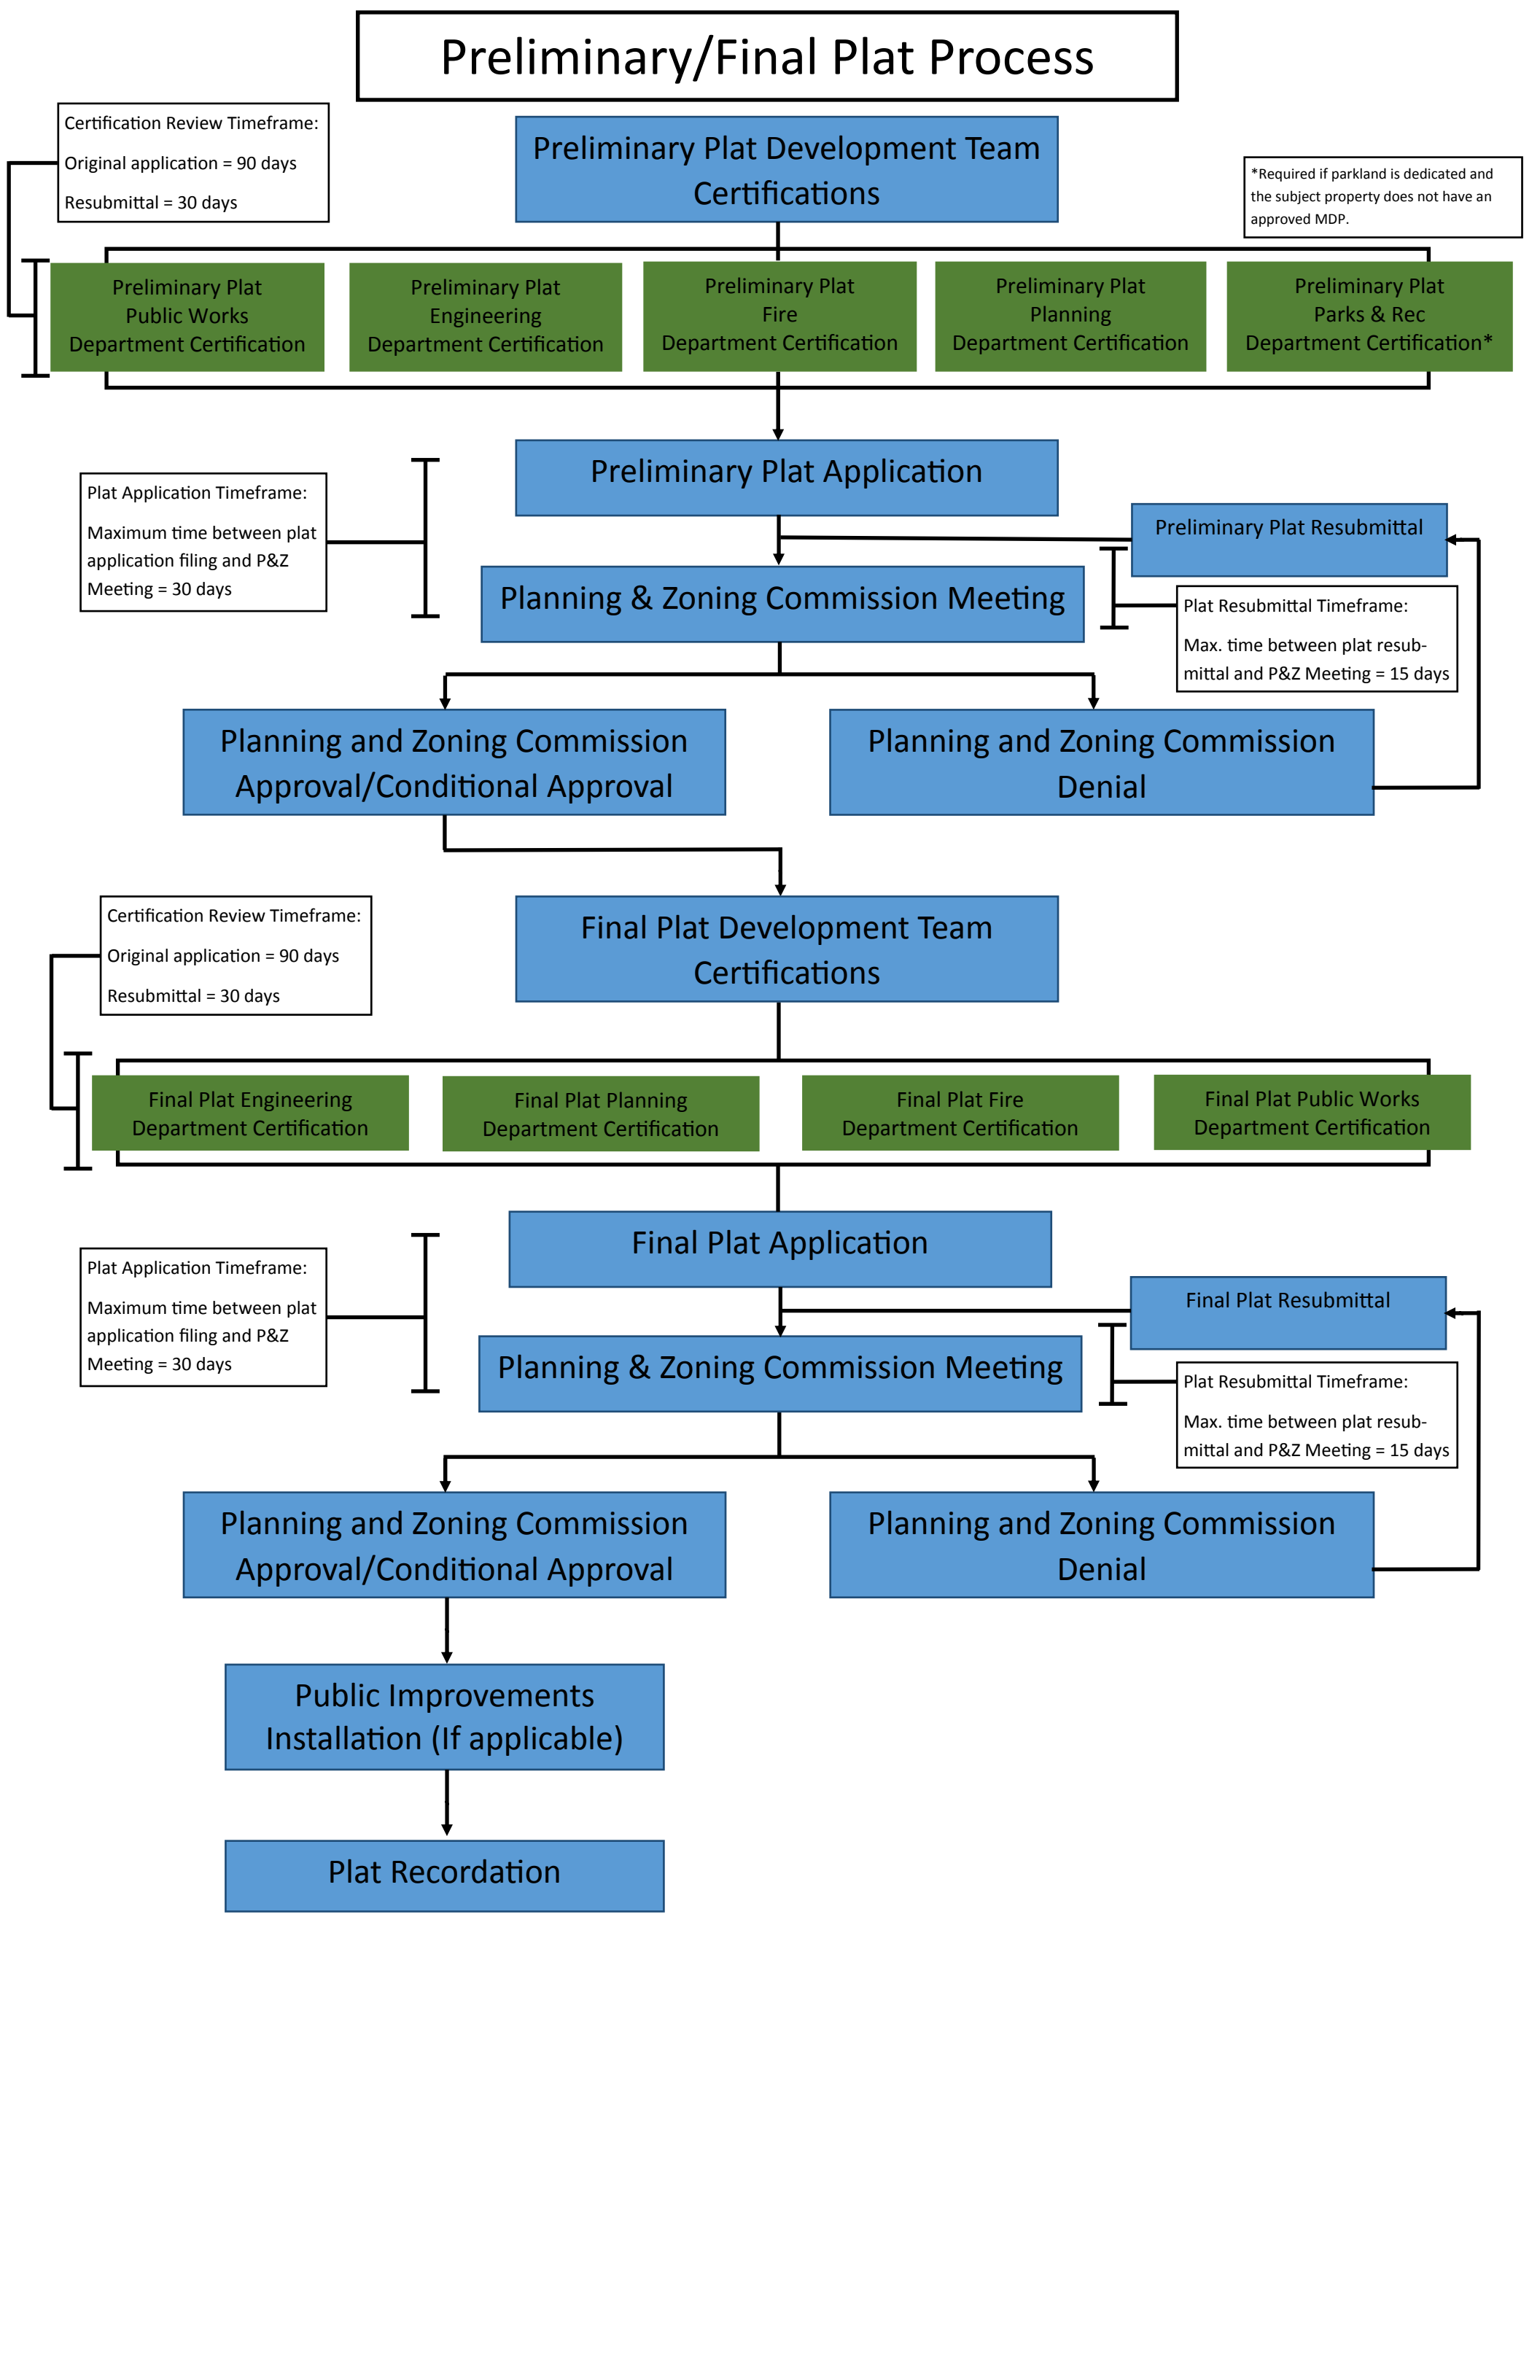 Preliminary/Final Plat Process
Certification Review Timeframe:
Original application = 90 days
Resubmittal = 30 days
Preliminary Plat Development Team
Certifications
*Required if parkland is dedicated and
the subject property does not have an
approved MDP.
Preliminary Plat
Public Works
Department Certification
Preliminary Plat
Engineering
Department Certification
Preliminary Plat
Fire
Department Certification
Preliminary Plat
Planning
Department Certification
Preliminary Plat
Parks & Rec
Department Certification*
Preliminary Plat Application
Plat Application Timeframe:
Maximum time between plat
application filing and P&Z
Meeting = 30 days
Preliminary Plat Resubmittal
Planning & Zoning Commission Meeting
Plat Resubmittal Timeframe:
Max. time between plat resub-
mittal and P&Z Meeting = 15 days
Planning and Zoning Commission
Approval/Conditional Approval
Planning and Zoning Commission
Denial
Certification Review Timeframe:
Original application = 90 days
Resubmittal = 30 days
Final Plat Development Team
Certifications
Final Plat Engineering
Department Certification
Final Plat Planning
Department Certification
Final Plat Fire
Department Certification
Final Plat Public Works
Department Certification
Final Plat Application
Plat Application Timeframe:
Maximum time between plat
application filing and P&Z
Meeting = 30 days
Final Plat Resubmittal
Planning & Zoning Commission Meeting
Plat Resubmittal Timeframe:
Max. time between plat resub-
mittal and P&Z Meeting = 15 days
Planning and Zoning Commission
Approval/Conditional Approval
Planning and Zoning Commission
Denial
Public Improvements
Installation (If applicable)
Plat Recordation